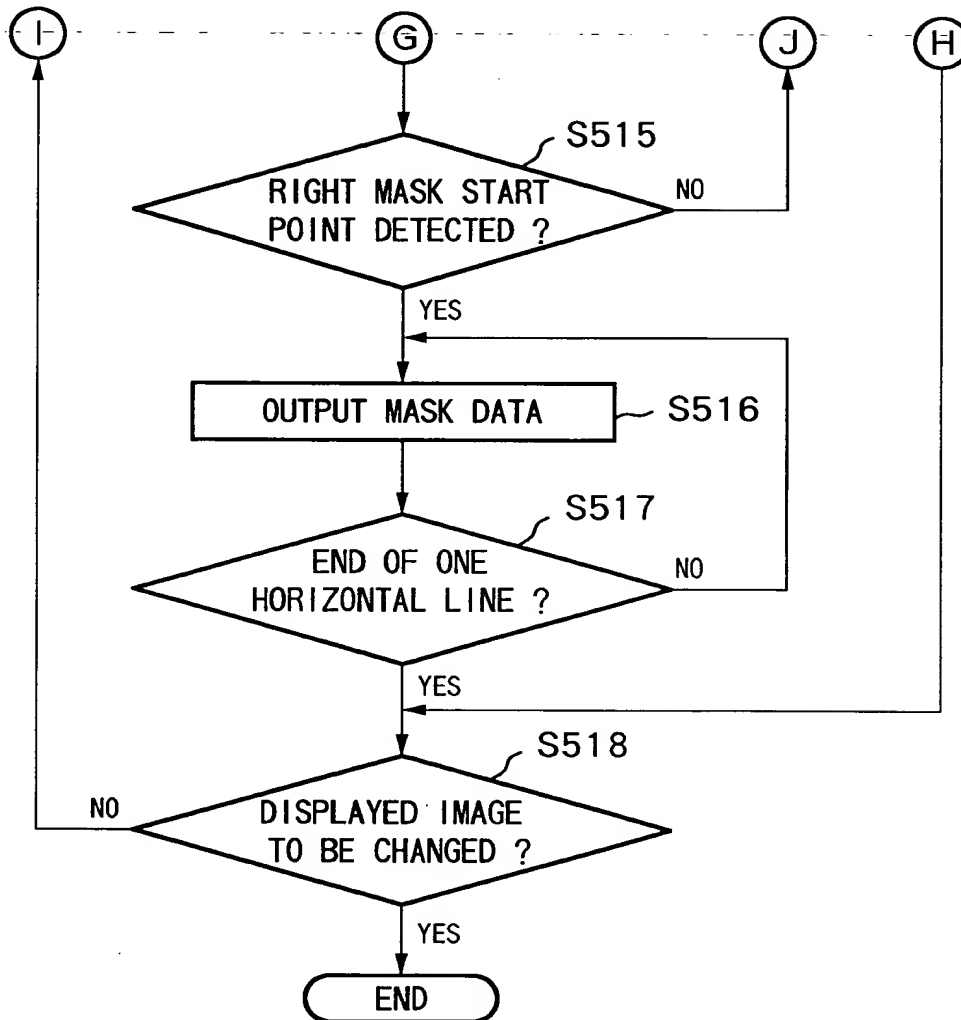 I
G
J
H
S515
RIGHT MASK START
POINT DETECTED ?
NO
YES
OUTPUT MASK DATA
S516
S517
END OF ONE
HORIZONTAL LINE ?
NO
YES
S518
NO
DISPLAYED IMAGE
TO BE CHANGED ?
YES
END